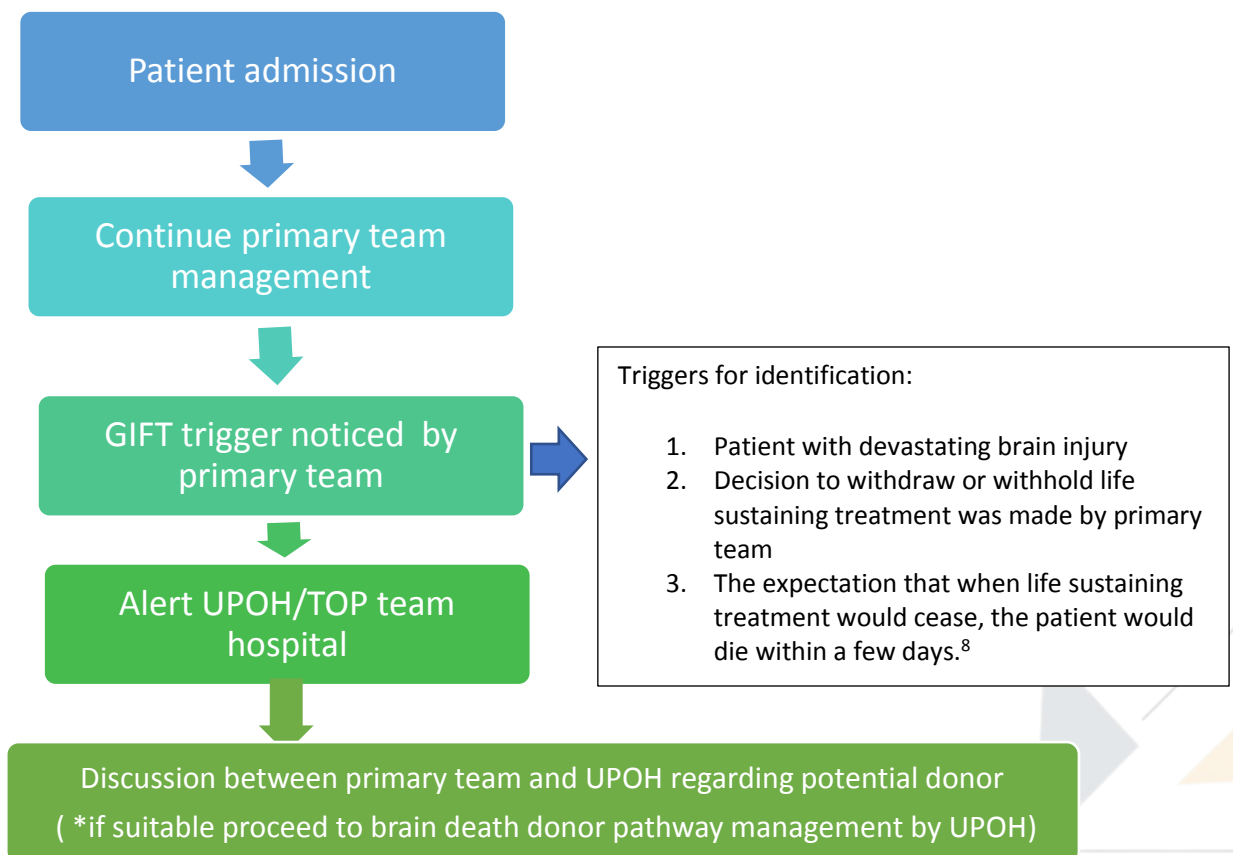 Patient admission
Continue primary team
management
GIFT trigger noticed by
primary team
Triggers for identification:
1. Patient with devastating brain injury
2. Decision to withdraw or withhold life
sustaining treatment was made by primary
team
3. The expectation that when life sustaining
treatment would cease, the patient would
die within a few days.8
Alert UPOH/TOP team
hospital
Discussion between primary team and UPOH regarding potential donor
( *if suitable proceed to brain death donor pathway management by UPOH)